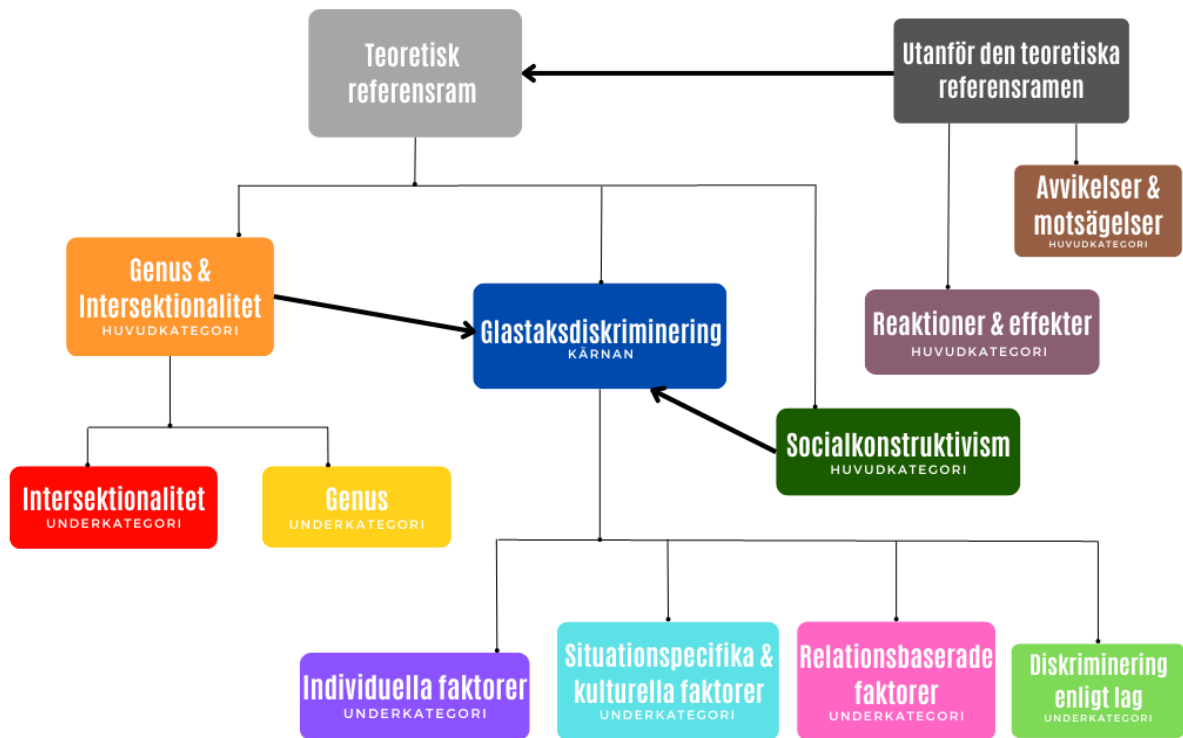 Teoretisk
referensram
Utanför den teoretiska
referensramen
Avvikelser &
motsägelser
HUVUDKATEGORI
Genus &
Intersektionalitet
HUVUDKATEGORI
Glastaksdiskriminering
KÄRNAN
Reaktioner & effekter
HUVUDKATEGORI
Socialkonstruktivism
HUVUDKATEGORI
Intersektionalitet
UNDERKATEGORI
Genus
UNDERKATEGORI
Individuella faktorer
UNDERKATEGORI
Situationspecifika &
kulturella faktorer
UNDERKATEGORI
Relationsbaserade
faktorer
UNDERKATEGORI
Diskriminering
enligt lag
UNDERKATEGORI